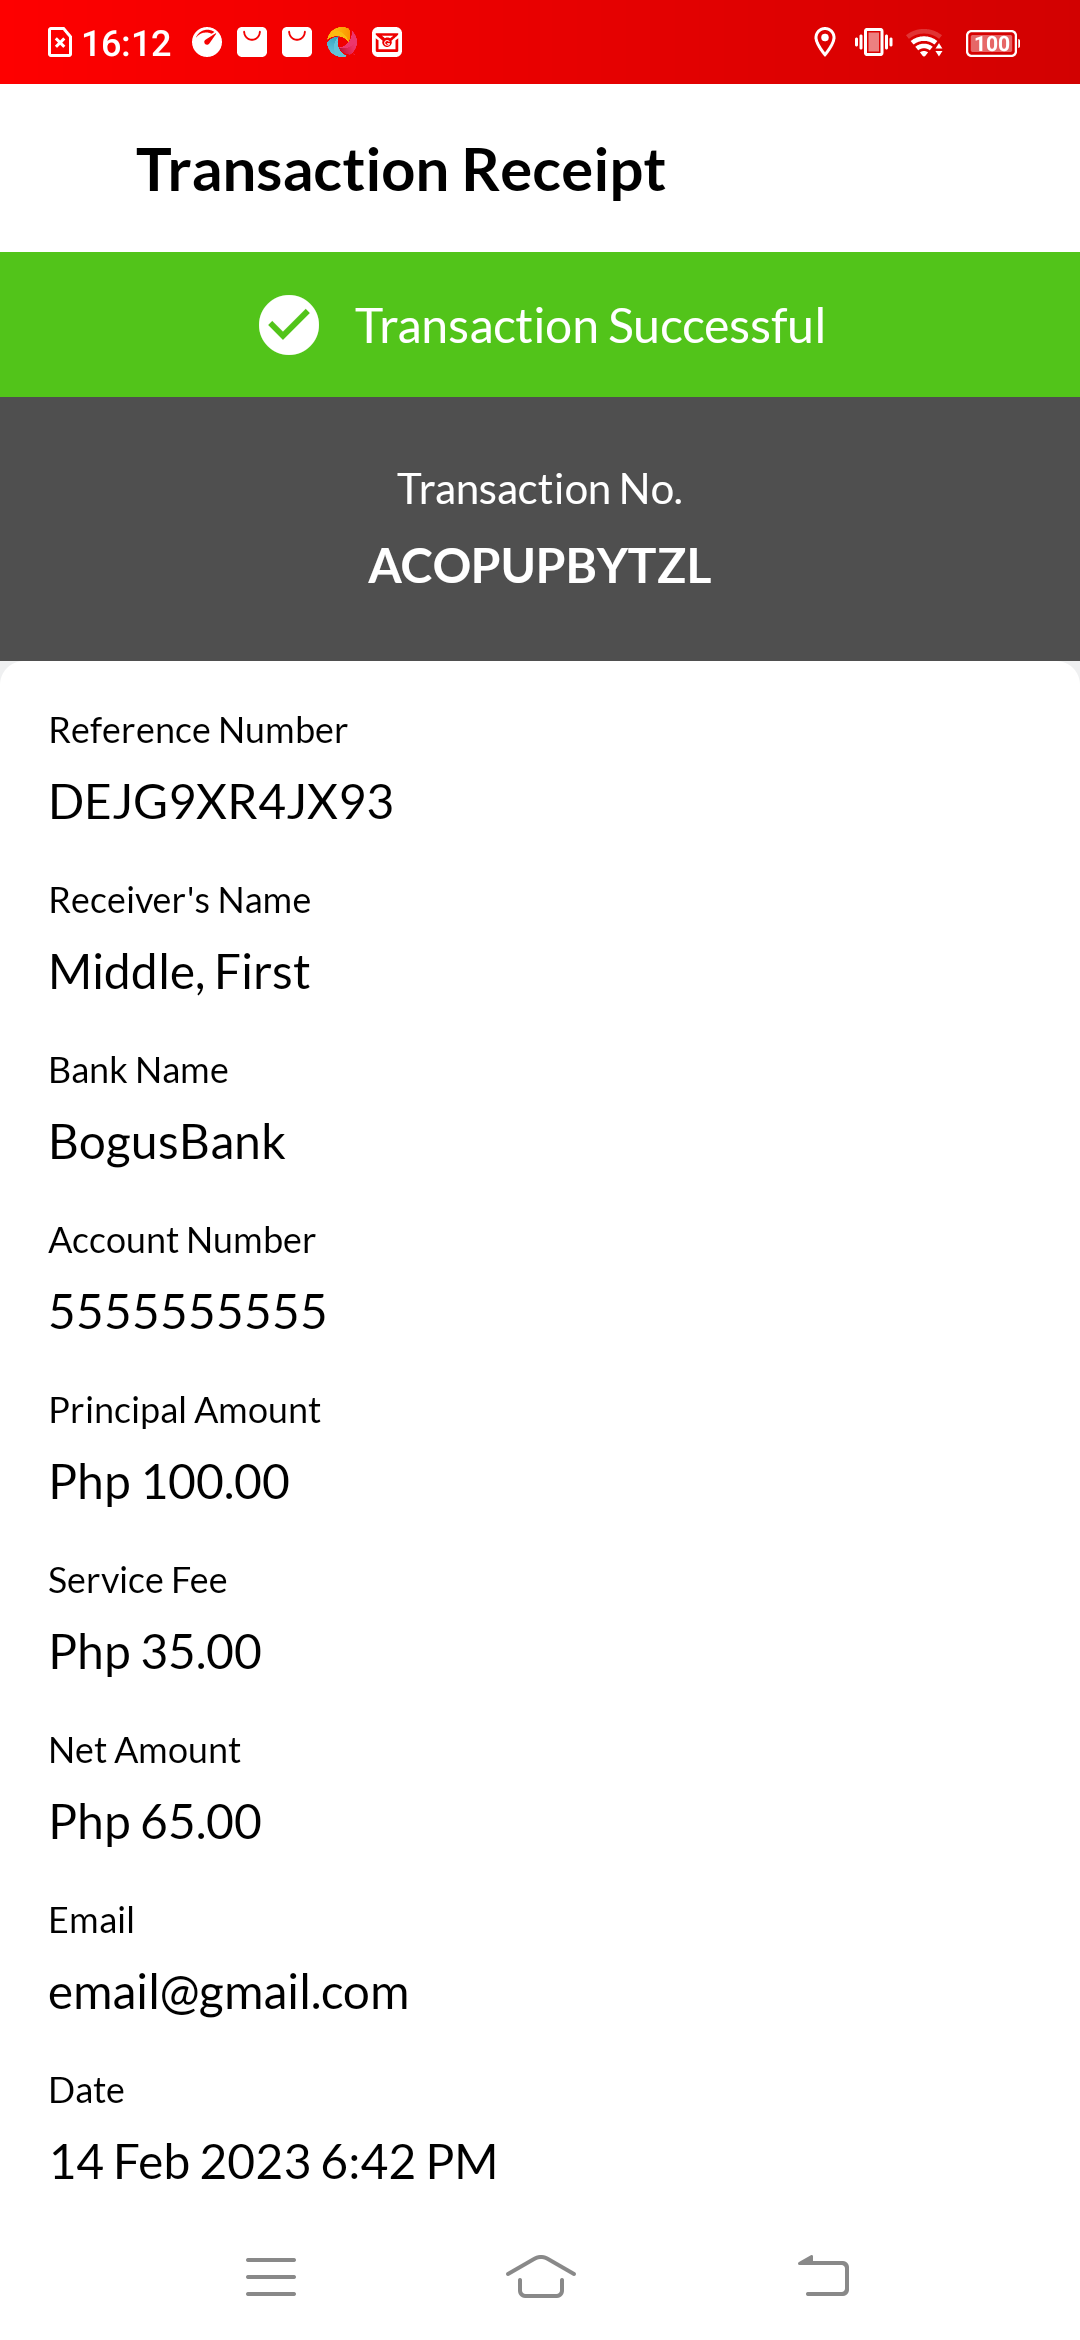 16:12
100
Transaction Receipt
Transaction Successful
Transaction No.
ACOPUPBYTZL
Reference Number
DEJG9XR4JX93
Receiver's Name
Middle, First
Bank Name
BogusBank
Account Number
5555555555
Principal Amount
Php 100.00
Service Fee
Php 35.00
Net Amount
Php 65.00
Email
email@gmail.com
Date
14 Feb 2023 6:42 PM